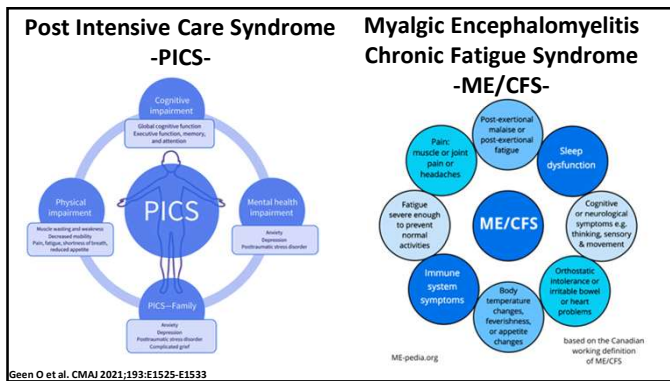 Post Intensive Care Syndrome
-PICS-
Cognitive
impairment
Global cognitive function
Executive function, memory,
and attention
Physical
impairment
Muscle wasting and weakness
Decreased mobility
Pain, fatigue, shortness of breath,
reduced appetite
PICS
Mental health
impairment
Anxiety
Depression
Posttraumatic stress disorder
PICS—Family
Anxiety
Depression
Posttraumatic stress disorder
Complicated grief
Geen O et al. CMAJ 2021;193:E1525-E1533
Myalgic Encephalomyelitis
Chronic Fatigue Syndrome
-ME/CFS-
Post-exertional
malaise or
post-exertional
fatigue
Pain:
muscle or joint
pain or
headaches
Sleep
dysfunction
Fatigue
severe enough
to prevent
normal
activities
ME/CFS
Cognitive
or neurological
symptoms e.g.
thinking, sensory
& movement
Immune
system
symptoms
Orthostatic
intolerance or
irritable bowel
or heart
problems
Body
temperature
changes,
feverishness, or
appetite
changes
ME-pedia.org
based on the Canadian
working definition
of ME/CFS